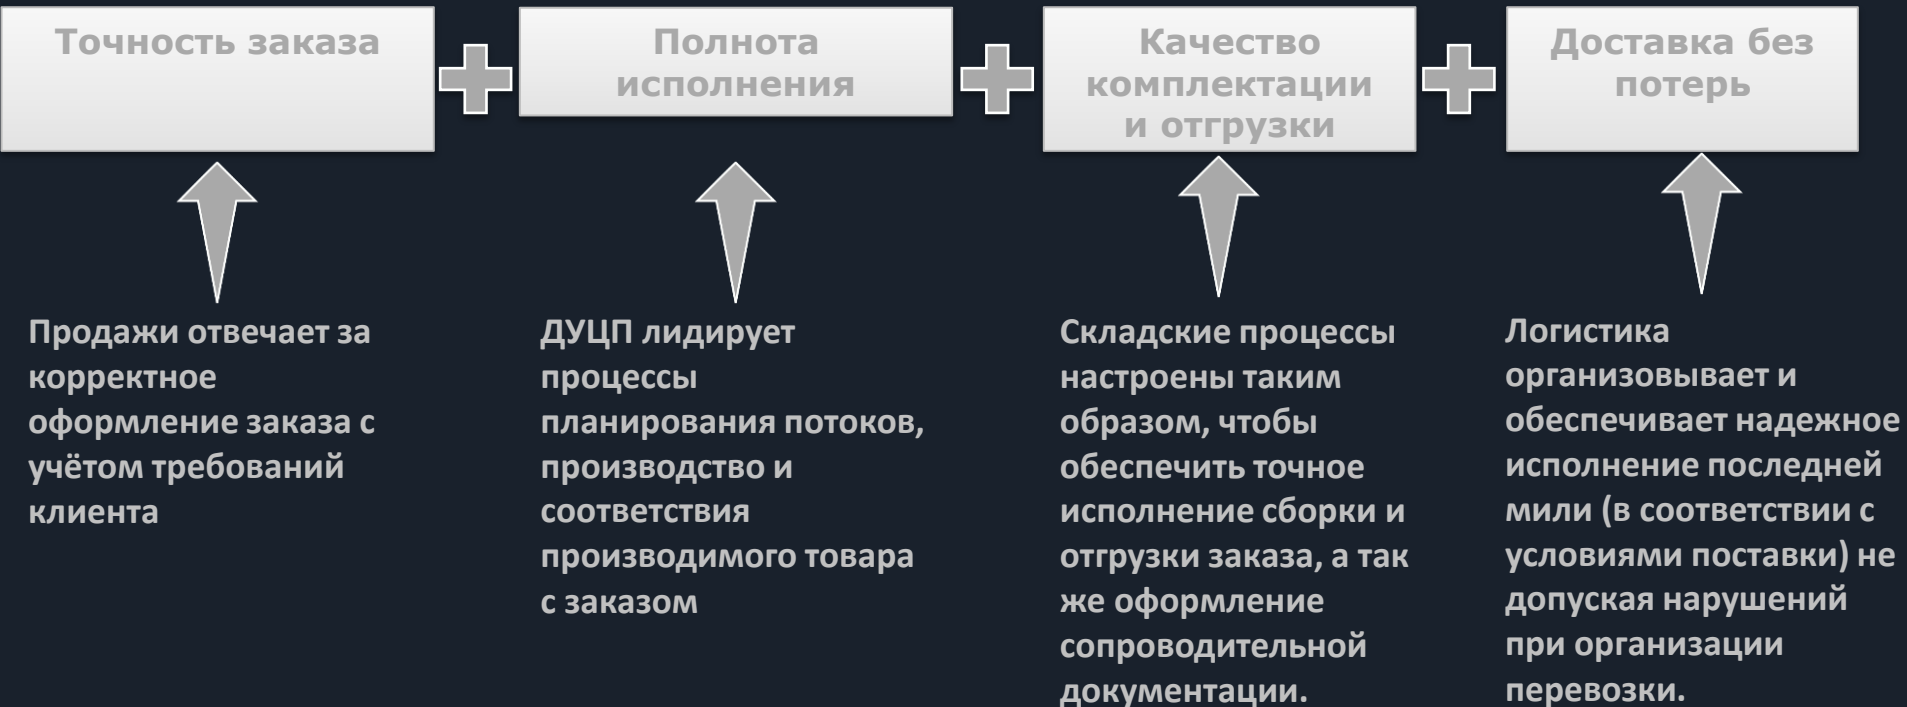 Точность заказа
Полнота
исполнения
Качество
комплектации
и отгрузки
Доставка без
потерь
Продажи отвечает за
корректное
оформление заказа с
учётом требований
клиента
ДУЦП лидирует
процессы
планирования потоков,
производство и
соответствия
производимого товара
с заказом
Складские процессы
настроены таким
образом, чтобы
обеспечить точное
исполнение сборки и
отгрузки заказа, а так
же оформление
сопроводительной
документации.
Логистика
организовывает и
обеспечивает надежное
исполнение последней
мили (в соответствии с
условиями поставки) не
допуская нарушений
при организации
перевозки.